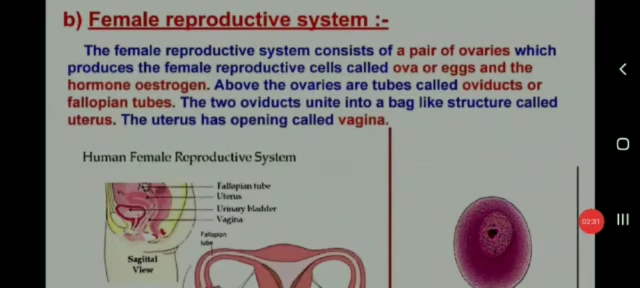 b) Female reproductive system :-
The female reproductive system consists of a pair of ovaries which
produces the female reproductive cells called ova or eggs and the
hormone oestrogen. Above the ovaries are tubes called oviducts or
fallopian tubes. The two oviducts unite into a bag like structure called
uterus. The uterus has opening called vagina.
Human Female Reproductive System
Fallopian tube
Uterus
Urinary bladder
Vagina
Sagittal
View
Fallopian
tube
02:31